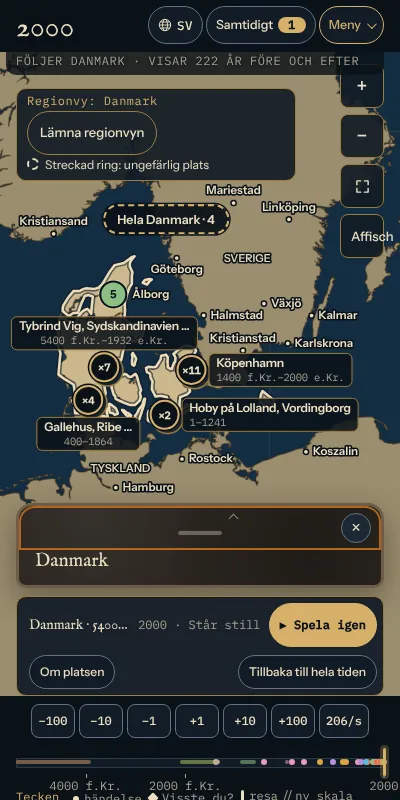 2000
SV
Samtidigt 1
Meny
FÖLJER DANMARK · VISAR 222 ÅR FÖRE OCH EFTER
Regionvy: Danmark
Lämna regionvyn
Streckad ring: ungefärlig plats
+
−
Affisch
Mariestad
Linköping
Kristiansand
Hela Danmark · 4
Göteborg
SVERIGE
5
Ålborg
Växjö
Halmstad
Kalmar
Tybrind Vig, Sydskandinavien ...
5400 f.Kr.–1932 e.Kr.
Kristianstad
Karlskrona
×7
×11
Köpenhamn
1400 f.Kr.–2000 e.Kr.
×4
×2
Hoby på Lolland, Vordingborg
1–1241
Gallehus, Ribe ...
400–1864
Koszalin
TYSKLAND
Rostock
Hamburg
×
Danmark
Danmark · 5400...
2000 · Står still
▶ Spela igen
Om platsen
Tillbaka till hela tiden
−100
−10
−1
+1
+10
+100
206/s
4000 f.Kr.
2000 f.Kr.
2000
Tecken
händelse
Visste du?
resa // ny skala